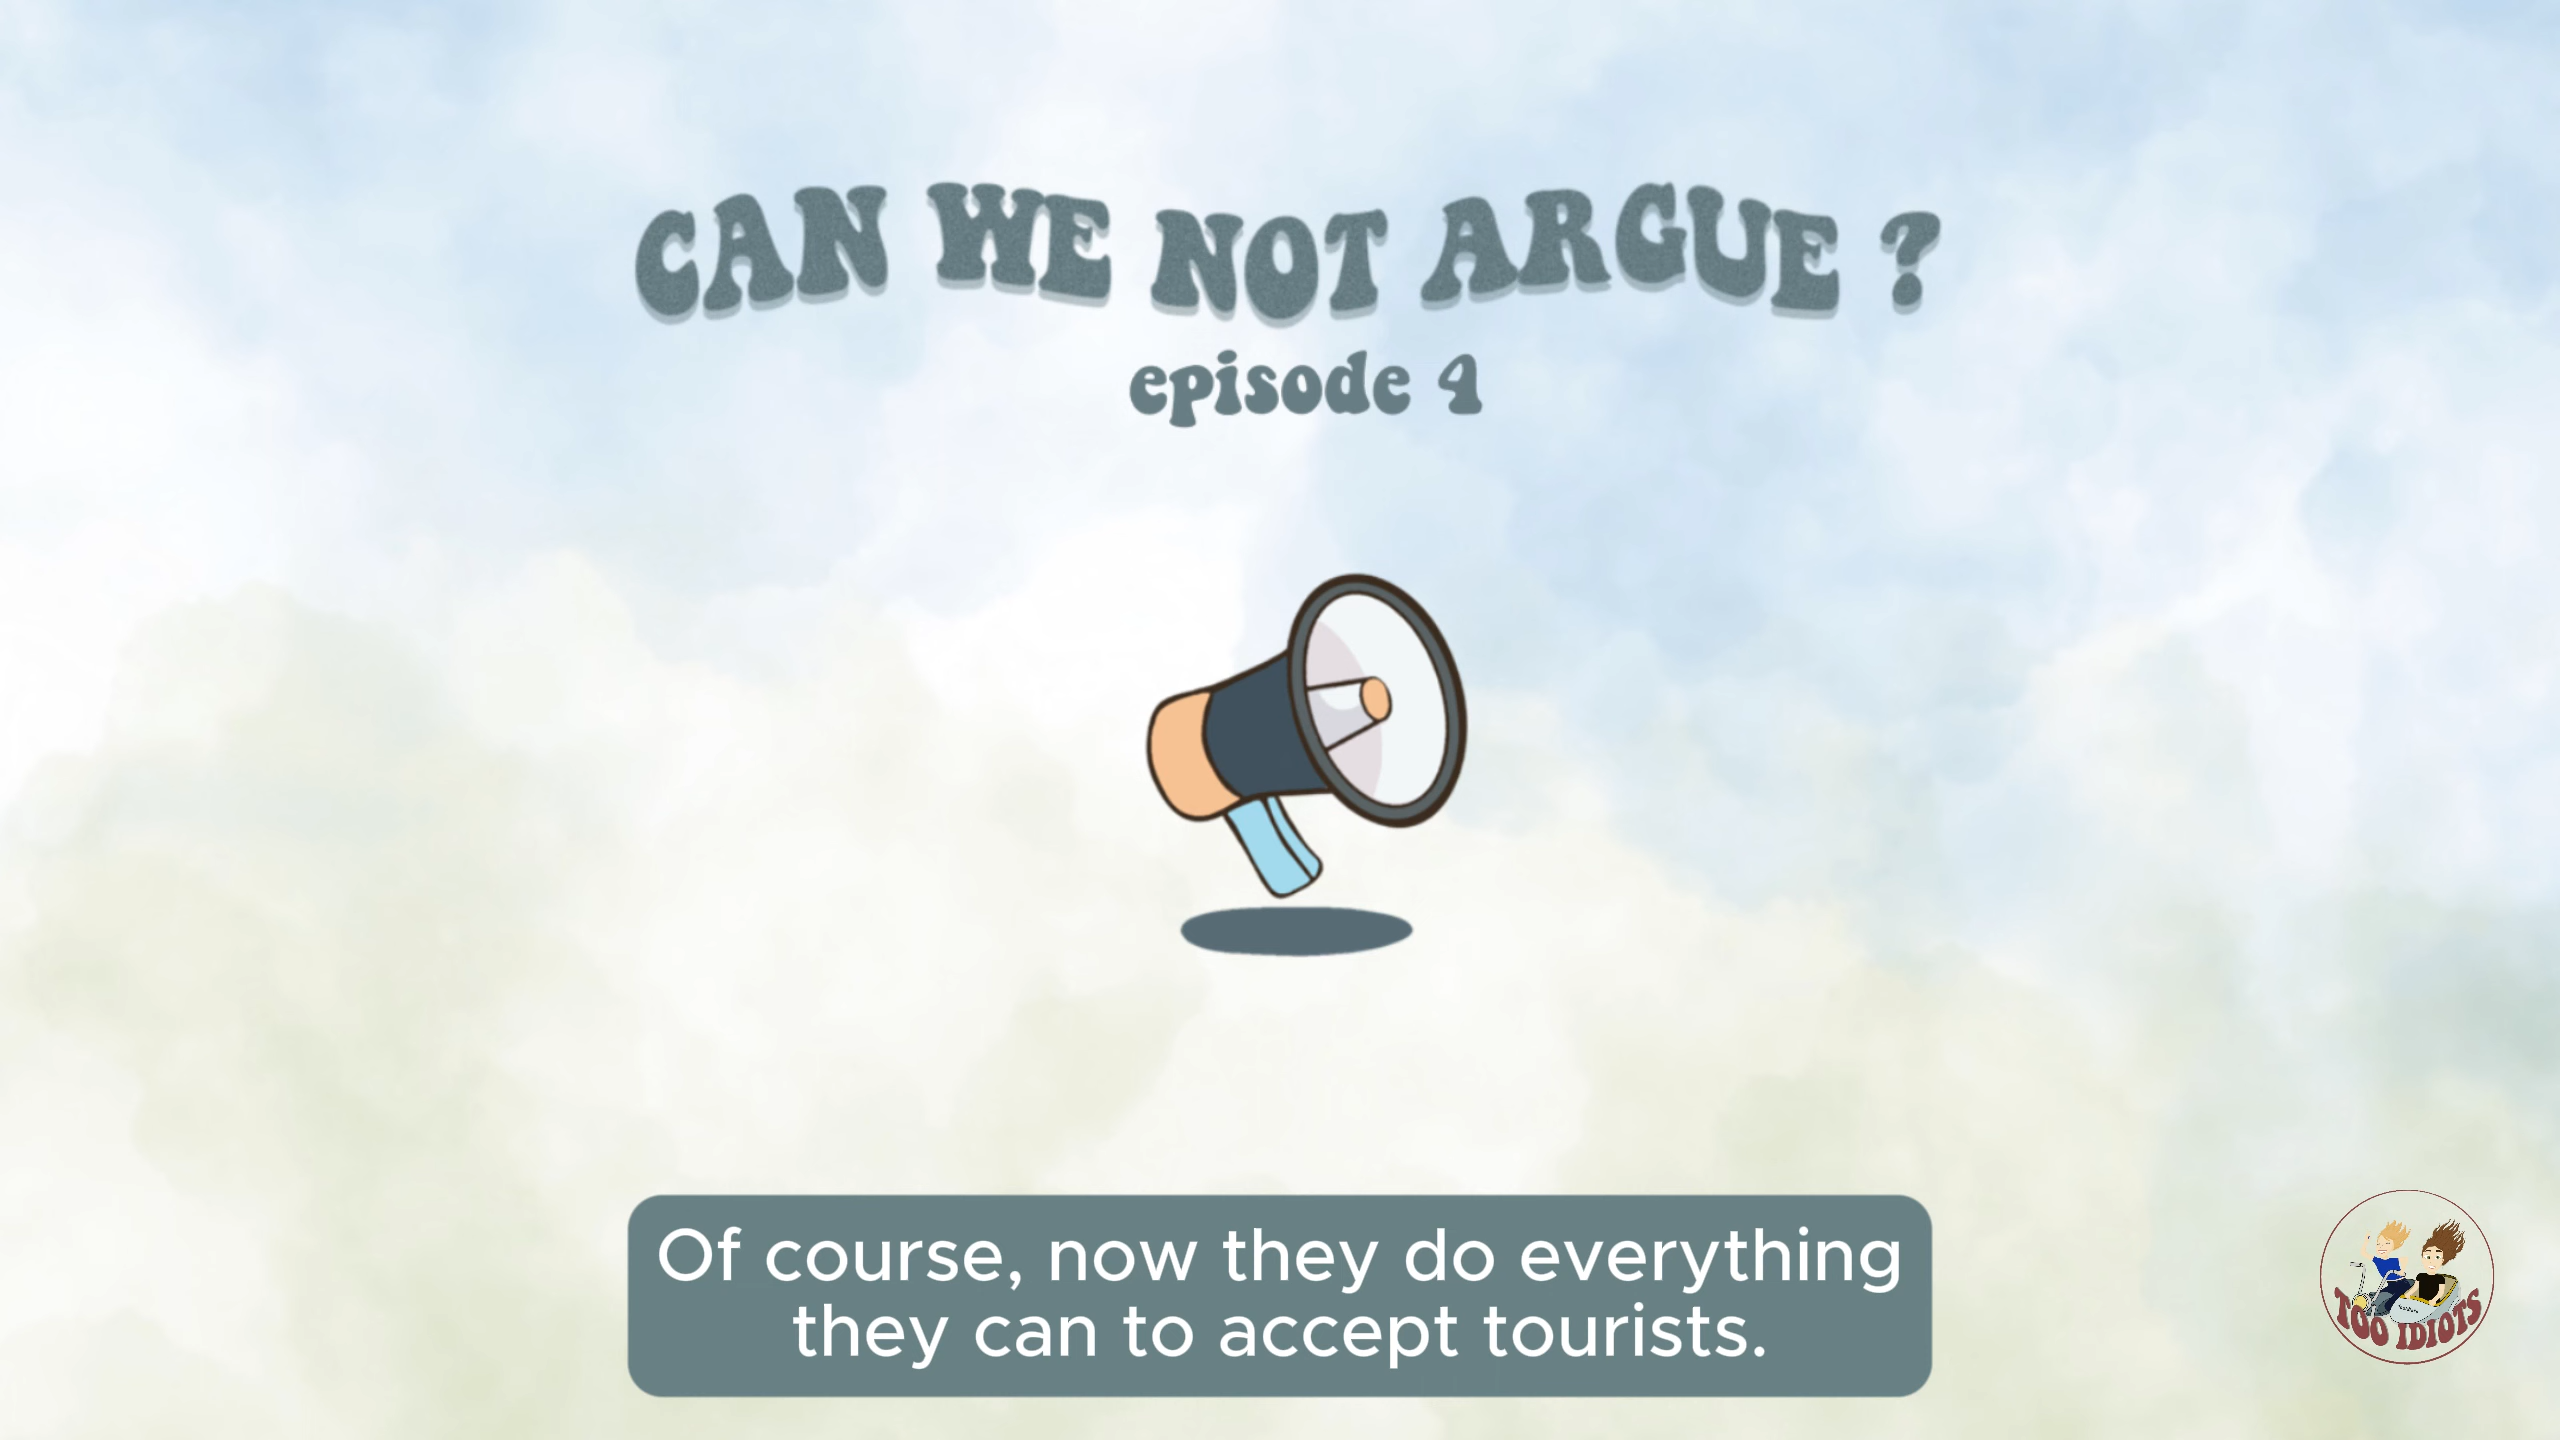 CAN WE NOT ARGUE ?
episode 4
Of course, now they do everything
they can to accept tourists.
TOO IDIOTS